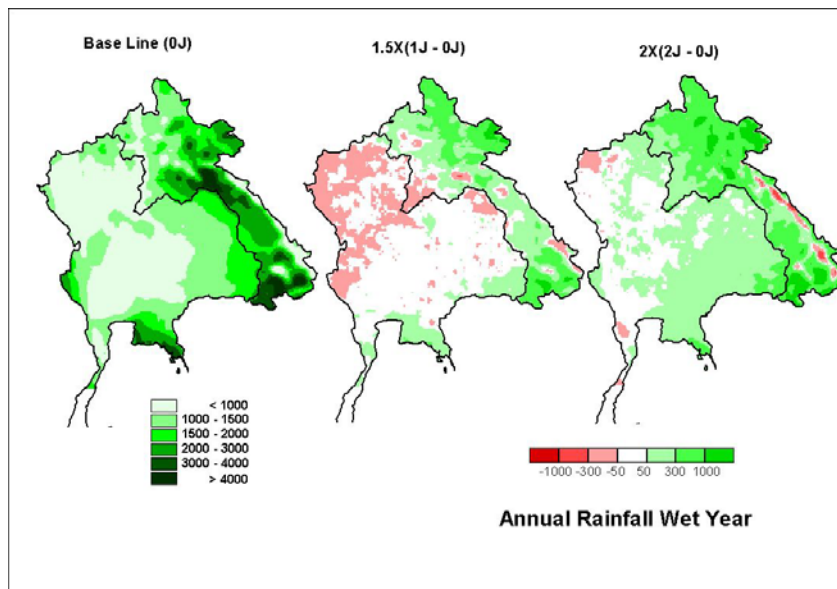 Base Line (0J)
1.5X(1J - 0J)
2X(2J - 0J)
< 1000
1000 - 1500
1500 - 2000
2000 - 3000
3000 - 4000
> 4000
-1000 -300 -50 50 300 1000
Annual Rainfall Wet Year